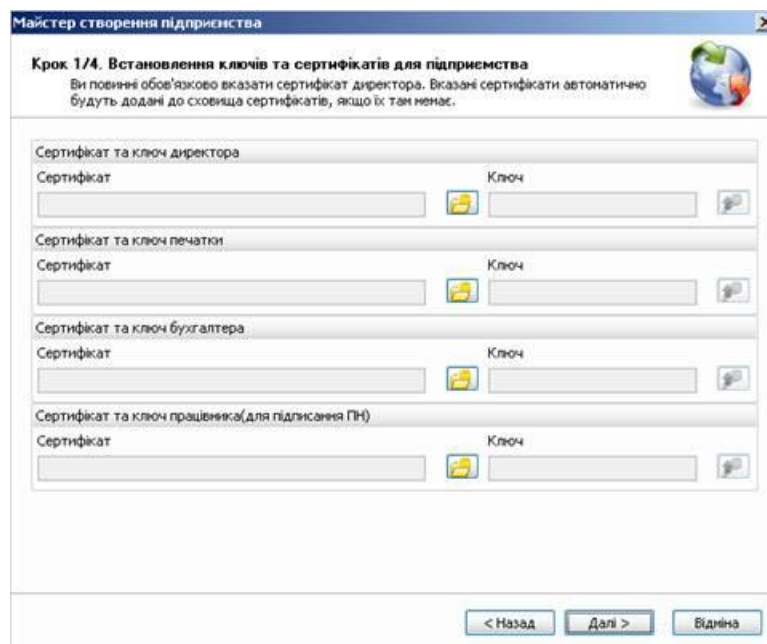 Майстер створення підприємства
Крок 1/4. Встановлення ключів та сертифікатів для підприємства
Ви повинні обов'язково вказати сертифікат директора. Вказані сертифікати автоматично
будуть додані до сховища сертифікатів, якщо їх там немає.
Сертифікат та ключ директора
Сертифікат Ключ
Сертифікат та ключ печатки
Сертифікат Ключ
Сертифікат та ключ бухгалтера
Сертифікат Ключ
Сертифікат та ключ працівника(для підписання ПН)
Сертифікат Ключ
< Назад Далі > Відміна